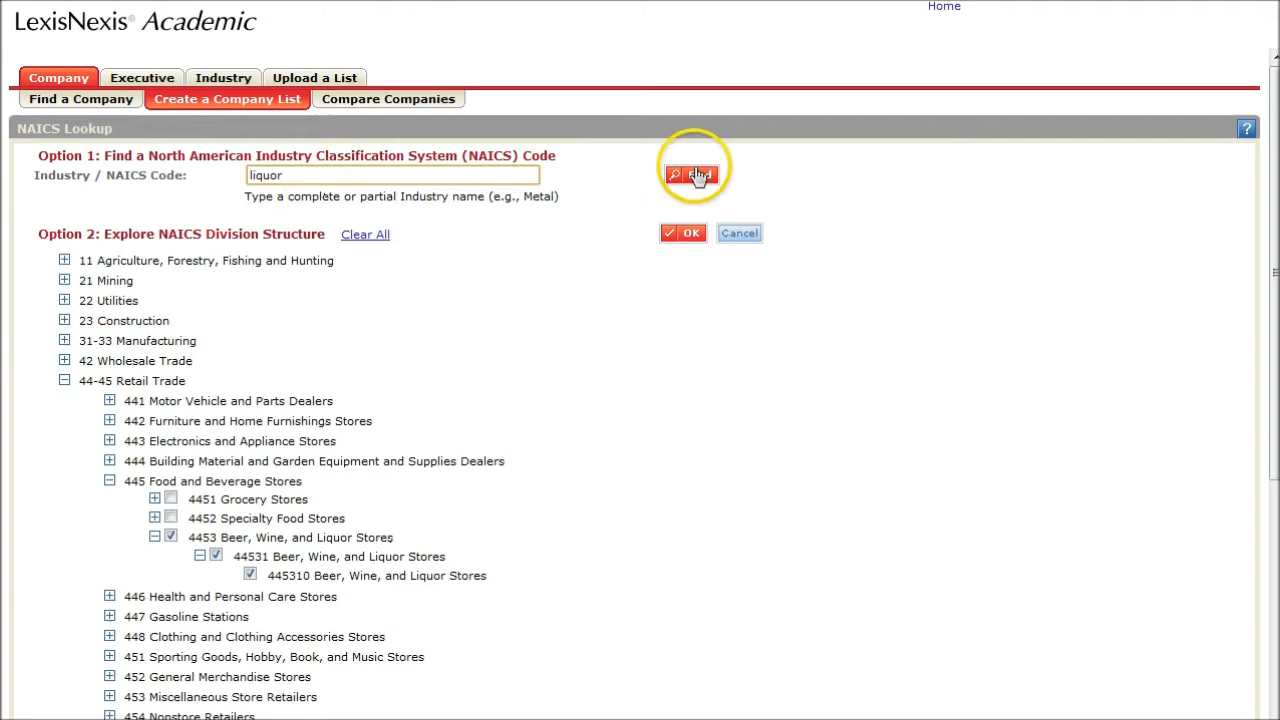 Home
LexisNexis® Academic
Company Executive Industry Upload a List
Find a Company Create a Company List Compare Companies
NAICS Lookup ?
Option 1: Find a North American Industry Classification System (NAICS) Code
Industry / NAICS Code: liquor
Type a complete or partial Industry name (e.g., Metal)
Option 2: Explore NAICS Division Structure Clear All OK Cancel
11 Agriculture, Forestry, Fishing and Hunting
21 Mining
22 Utilities
23 Construction
31-33 Manufacturing
42 Wholesale Trade
44-45 Retail Trade
441 Motor Vehicle and Parts Dealers
442 Furniture and Home Furnishings Stores
443 Electronics and Appliance Stores
444 Building Material and Garden Equipment and Supplies Dealers
445 Food and Beverage Stores
4451 Grocery Stores
4452 Specialty Food Stores
4453 Beer, Wine, and Liquor Stores
44531 Beer, Wine, and Liquor Stores
445310 Beer, Wine, and Liquor Stores
446 Health and Personal Care Stores
447 Gasoline Stations
448 Clothing and Clothing Accessories Stores
451 Sporting Goods, Hobby, Book, and Music Stores
452 General Merchandise Stores
453 Miscellaneous Store Retailers
454 Nonstore Retailers